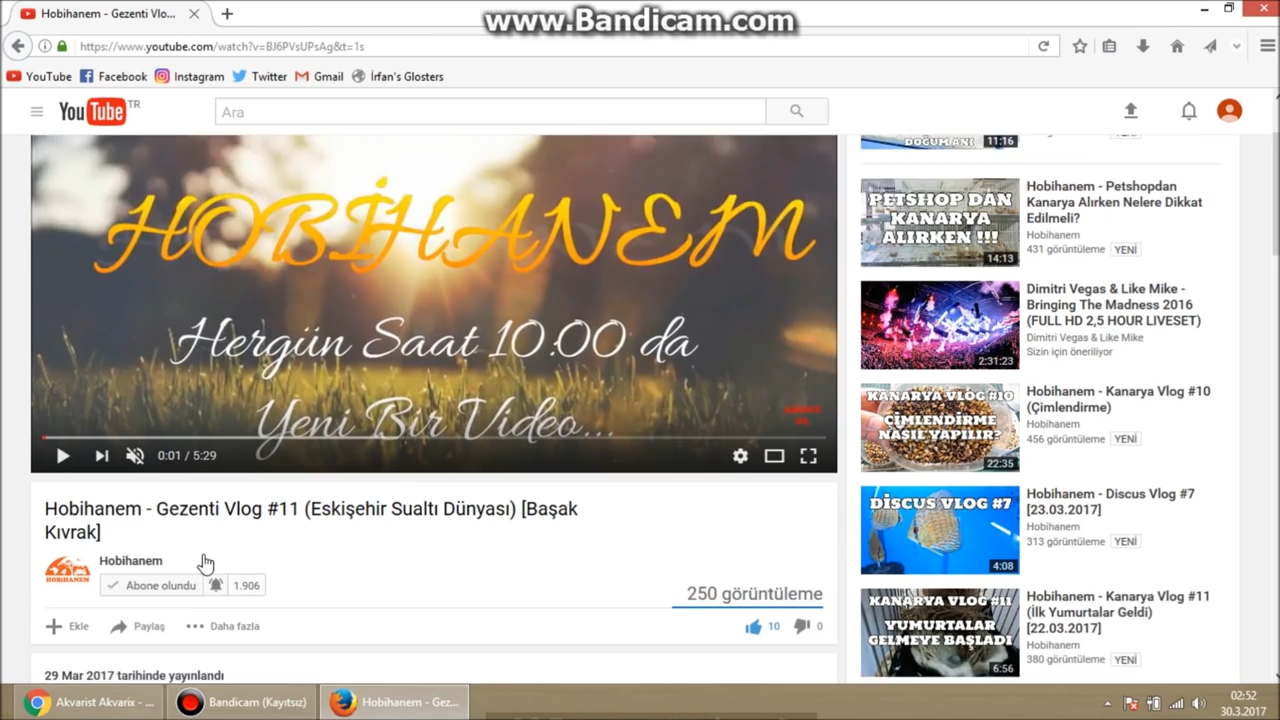 www.Bandicam.com
Hobihanem - Gezenti Vlo...
https://www.youtube.com/watch?v=BJ6PVsUPsAg&t=1s
YouTube Facebook Instagram Twitter Gmail İrfan's Glosters
YouTube TR
Ara
HOBİHANEM
Hergün Saat 10:00 da
Yeni Bir Video...
0:01 / 5:29
Hobihanem - Gezenti Vlog #11 (Eskişehir Sualtı Dünyası) [Başak
Kıvrak]
HOBİHANEM
Hobihanem
Abone olundu 1.906
250 görüntüleme
Ekle Paylaş Daha fazla
10 0
29 Mar 2017 tarihinde yayınlandı
DOĞUM ANI
11:16
YENİ
PETSHOP DAN
KANARYA
ALIRKEN !!!
14:13
Hobihanem - Petshopdan
Kanarya Alırken Nelere Dikkat
Edilmeli?
Hobihanem
431 görüntüleme YENİ
2:31:23
Dimitri Vegas & Like Mike -
Bringing The Madness 2016
(FULL HD 2,5 HOUR LIVESET)
Dimitri Vegas & Like Mike
Sizin için öneriliyor
KANARYA VLOG #10
ÇİMLENDİRME
NASIL YAPILIR?
22:35
Hobihanem - Kanarya Vlog #10
(Çimlendirme)
Hobihanem
456 görüntüleme YENİ
DİSCUS VLOG #7
4:08
Hobihanem - Discus Vlog #7
[23.03.2017]
Hobihanem
313 görüntüleme YENİ
KANARYA VLOG #11
YUMURTALAR
GELMEYE BAŞLADI
6:56
Hobihanem - Kanarya Vlog #11
(İlk Yumurtalar Geldi)
[22.03.2017]
Hobihanem
380 görüntüleme YENİ
Akvarist Akvarix - ... Bandicam (Kayıtsız) Hobihanem - Gez...
02:52
30.3.2017